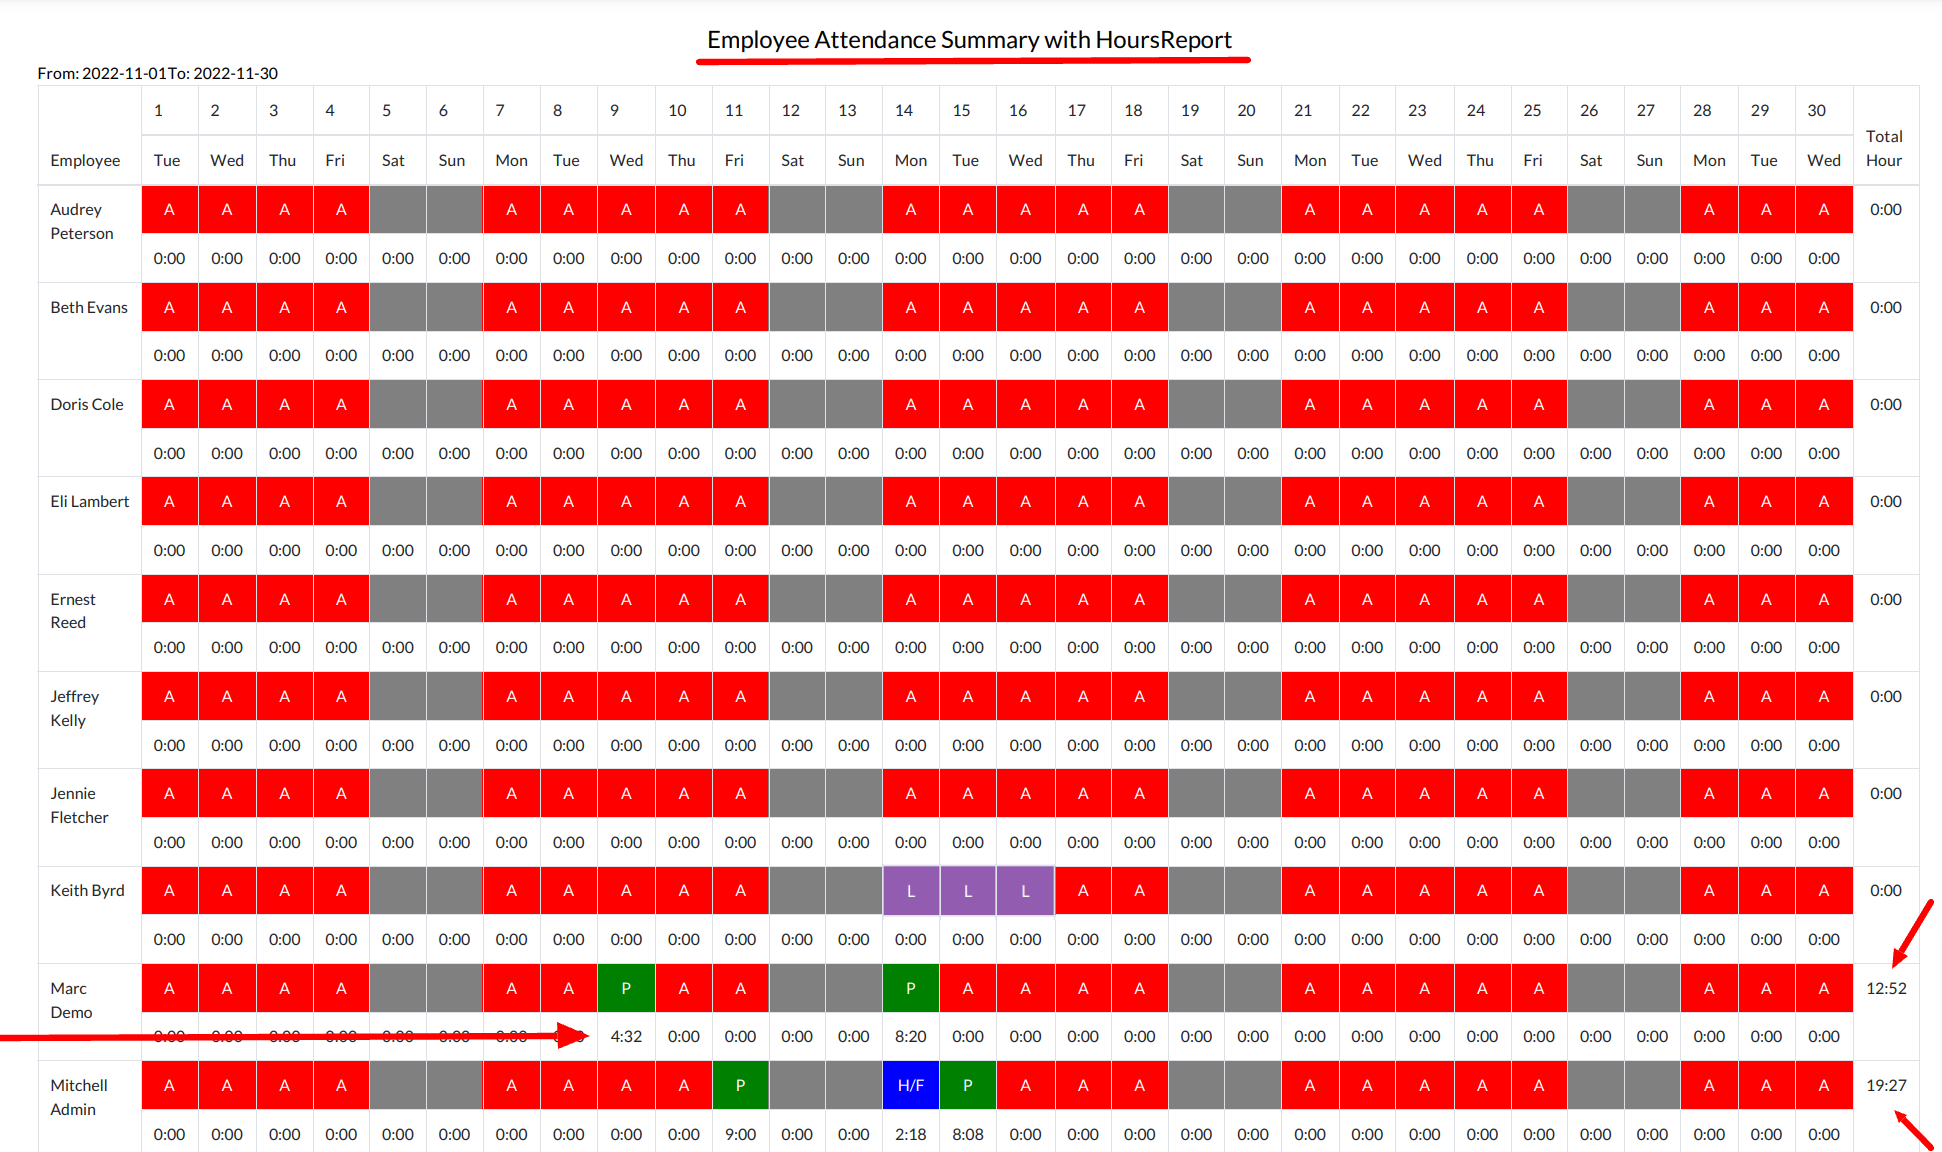 Employee Attendance Summary with HoursReport
From: 2022-11-01To: 2022-11-30
1 2 3 4 5 6 7 8 9 10 11 12 13 14 15 16 17 18 19 20 21 22 23 24 25 26 27 28 29 30 Total Hour
Employee Tue Wed Thu Fri Sat Sun Mon Tue Wed Thu Fri Sat Sun Mon Tue Wed Thu Fri Sat Sun Mon Tue Wed Thu Fri Sat Sun Mon Tue Wed
Audrey Peterson A A A A A A A A A A A A A A A A A A A A A A 0:00
0:00 0:00 0:00 0:00 0:00 0:00 0:00 0:00 0:00 0:00 0:00 0:00 0:00 0:00 0:00 0:00 0:00 0:00 0:00 0:00 0:00 0:00 0:00 0:00 0:00 0:00 0:00 0:00 0:00 0:00
Beth Evans A A A A A A A A A A A A A A A A A A A A A A 0:00
0:00 0:00 0:00 0:00 0:00 0:00 0:00 0:00 0:00 0:00 0:00 0:00 0:00 0:00 0:00 0:00 0:00 0:00 0:00 0:00 0:00 0:00 0:00 0:00 0:00 0:00 0:00 0:00 0:00 0:00
Doris Cole A A A A A A A A A A A A A A A A A A A A A A 0:00
0:00 0:00 0:00 0:00 0:00 0:00 0:00 0:00 0:00 0:00 0:00 0:00 0:00 0:00 0:00 0:00 0:00 0:00 0:00 0:00 0:00 0:00 0:00 0:00 0:00 0:00 0:00 0:00 0:00 0:00
Eli Lambert A A A A A A A A A A A A A A A A A A A A A A 0:00
0:00 0:00 0:00 0:00 0:00 0:00 0:00 0:00 0:00 0:00 0:00 0:00 0:00 0:00 0:00 0:00 0:00 0:00 0:00 0:00 0:00 0:00 0:00 0:00 0:00 0:00 0:00 0:00 0:00 0:00
Ernest Reed A A A A A A A A A A A A A A A A A A A A A A 0:00
0:00 0:00 0:00 0:00 0:00 0:00 0:00 0:00 0:00 0:00 0:00 0:00 0:00 0:00 0:00 0:00 0:00 0:00 0:00 0:00 0:00 0:00 0:00 0:00 0:00 0:00 0:00 0:00 0:00 0:00
Jeffrey Kelly A A A A A A A A A A A A A A A A A A A A A A 0:00
0:00 0:00 0:00 0:00 0:00 0:00 0:00 0:00 0:00 0:00 0:00 0:00 0:00 0:00 0:00 0:00 0:00 0:00 0:00 0:00 0:00 0:00 0:00 0:00 0:00 0:00 0:00 0:00 0:00 0:00
Jennie Fletcher A A A A A A A A A A A A A A A A A A A A A A 0:00
0:00 0:00 0:00 0:00 0:00 0:00 0:00 0:00 0:00 0:00 0:00 0:00 0:00 0:00 0:00 0:00 0:00 0:00 0:00 0:00 0:00 0:00 0:00 0:00 0:00 0:00 0:00 0:00 0:00 0:00
Keith Byrd A A A A A A A A A L L L A A A A A A A A A A 0:00
0:00 0:00 0:00 0:00 0:00 0:00 0:00 0:00 0:00 0:00 0:00 0:00 0:00 0:00 0:00 0:00 0:00 0:00 0:00 0:00 0:00 0:00 0:00 0:00 0:00 0:00 0:00 0:00 0:00 0:00
Marc Demo A A A A A A P A A P A A A A A A A A A A A A 12:52
0:00 0:00 0:00 0:00 0:00 0:00 0:00 4:32 0:00 0:00 0:00 0:00 8:20 0:00 0:00 0:00 0:00 0:00 0:00 0:00 0:00 0:00 0:00 0:00 0:00 0:00 0:00 0:00 0:00
Mitchell Admin A A A A A A A A P H/F P A A A A A A A A A A A 19:27
0:00 0:00 0:00 0:00 0:00 0:00 0:00 0:00 0:00 0:00 9:00 0:00 0:00 2:18 8:08 0:00 0:00 0:00 0:00 0:00 0:00 0:00 0:00 0:00 0:00 0:00 0:00 0:00 0:00 0:00